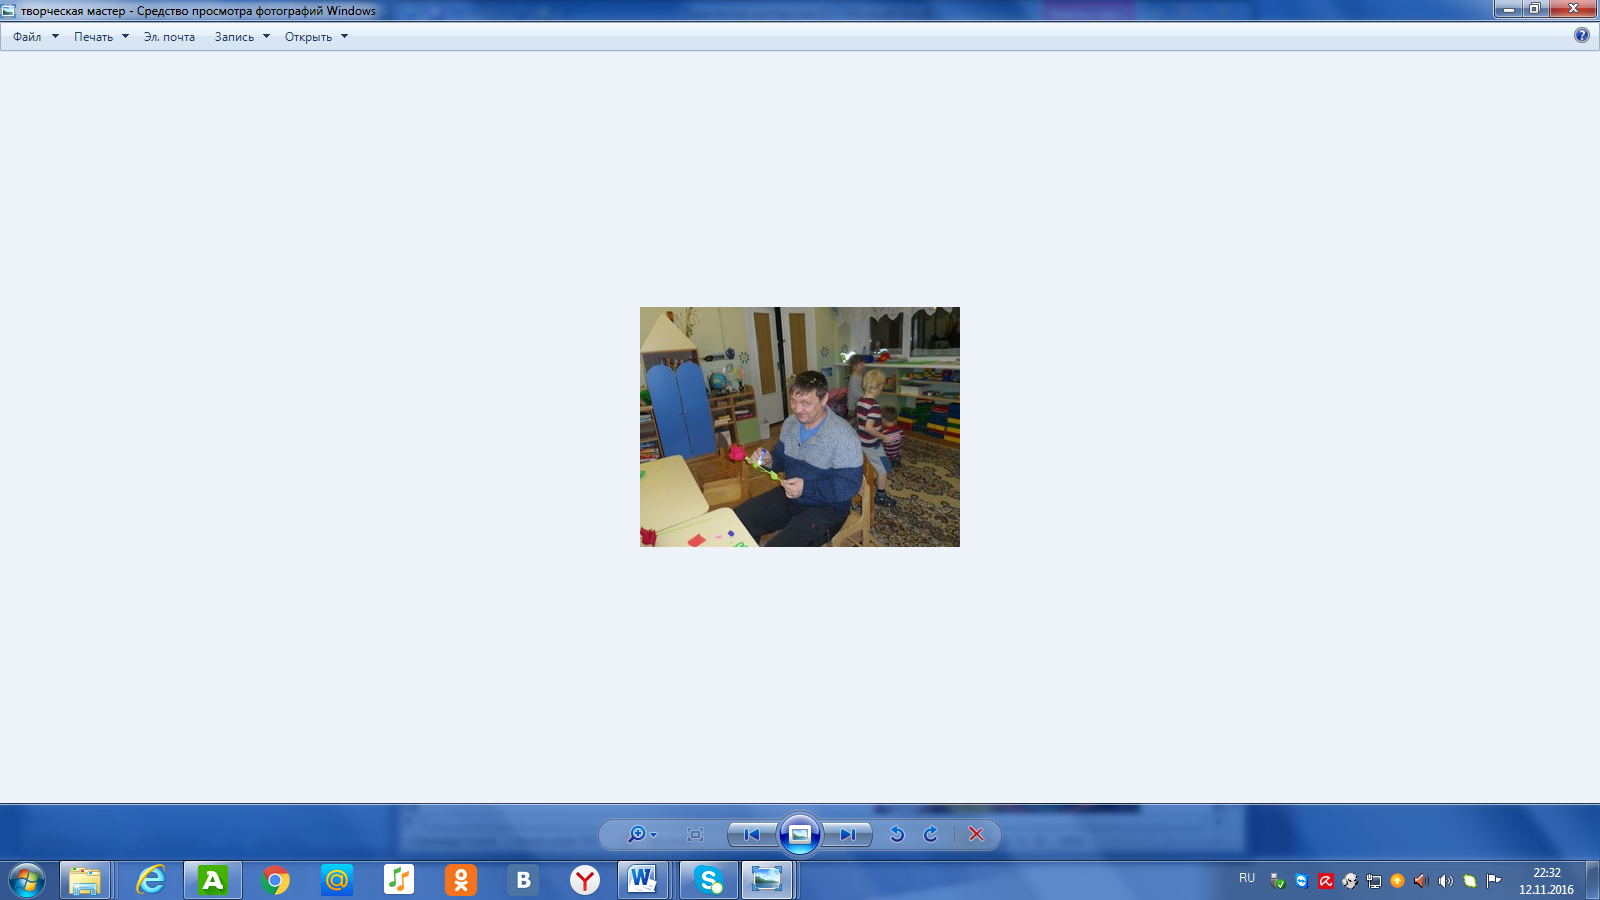 творческая мастер - Средство просмотра фотографий Windows
Файл Печать Эл. почта Запись Открыть
RU
22:32
12.11.2016